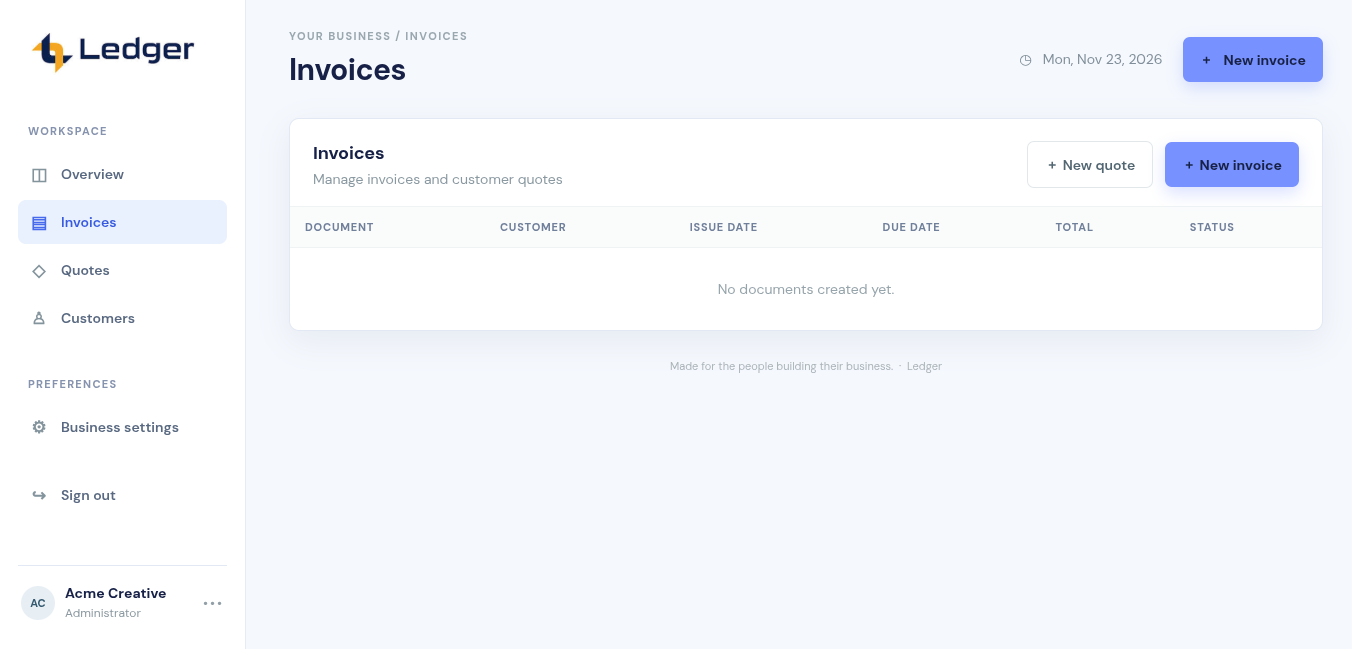 Ledger
WORKSPACE
Overview
Invoices
Quotes
Customers
PREFERENCES
Business settings
Sign out
AC
Acme Creative
Administrator
YOUR BUSINESS / INVOICES
Invoices
Mon, Nov 23, 2026
+ New invoice
Invoices
Manage invoices and customer quotes
+ New quote
+ New invoice
DOCUMENT CUSTOMER ISSUE DATE DUE DATE TOTAL STATUS
No documents created yet.
Made for the people building their business. · Ledger